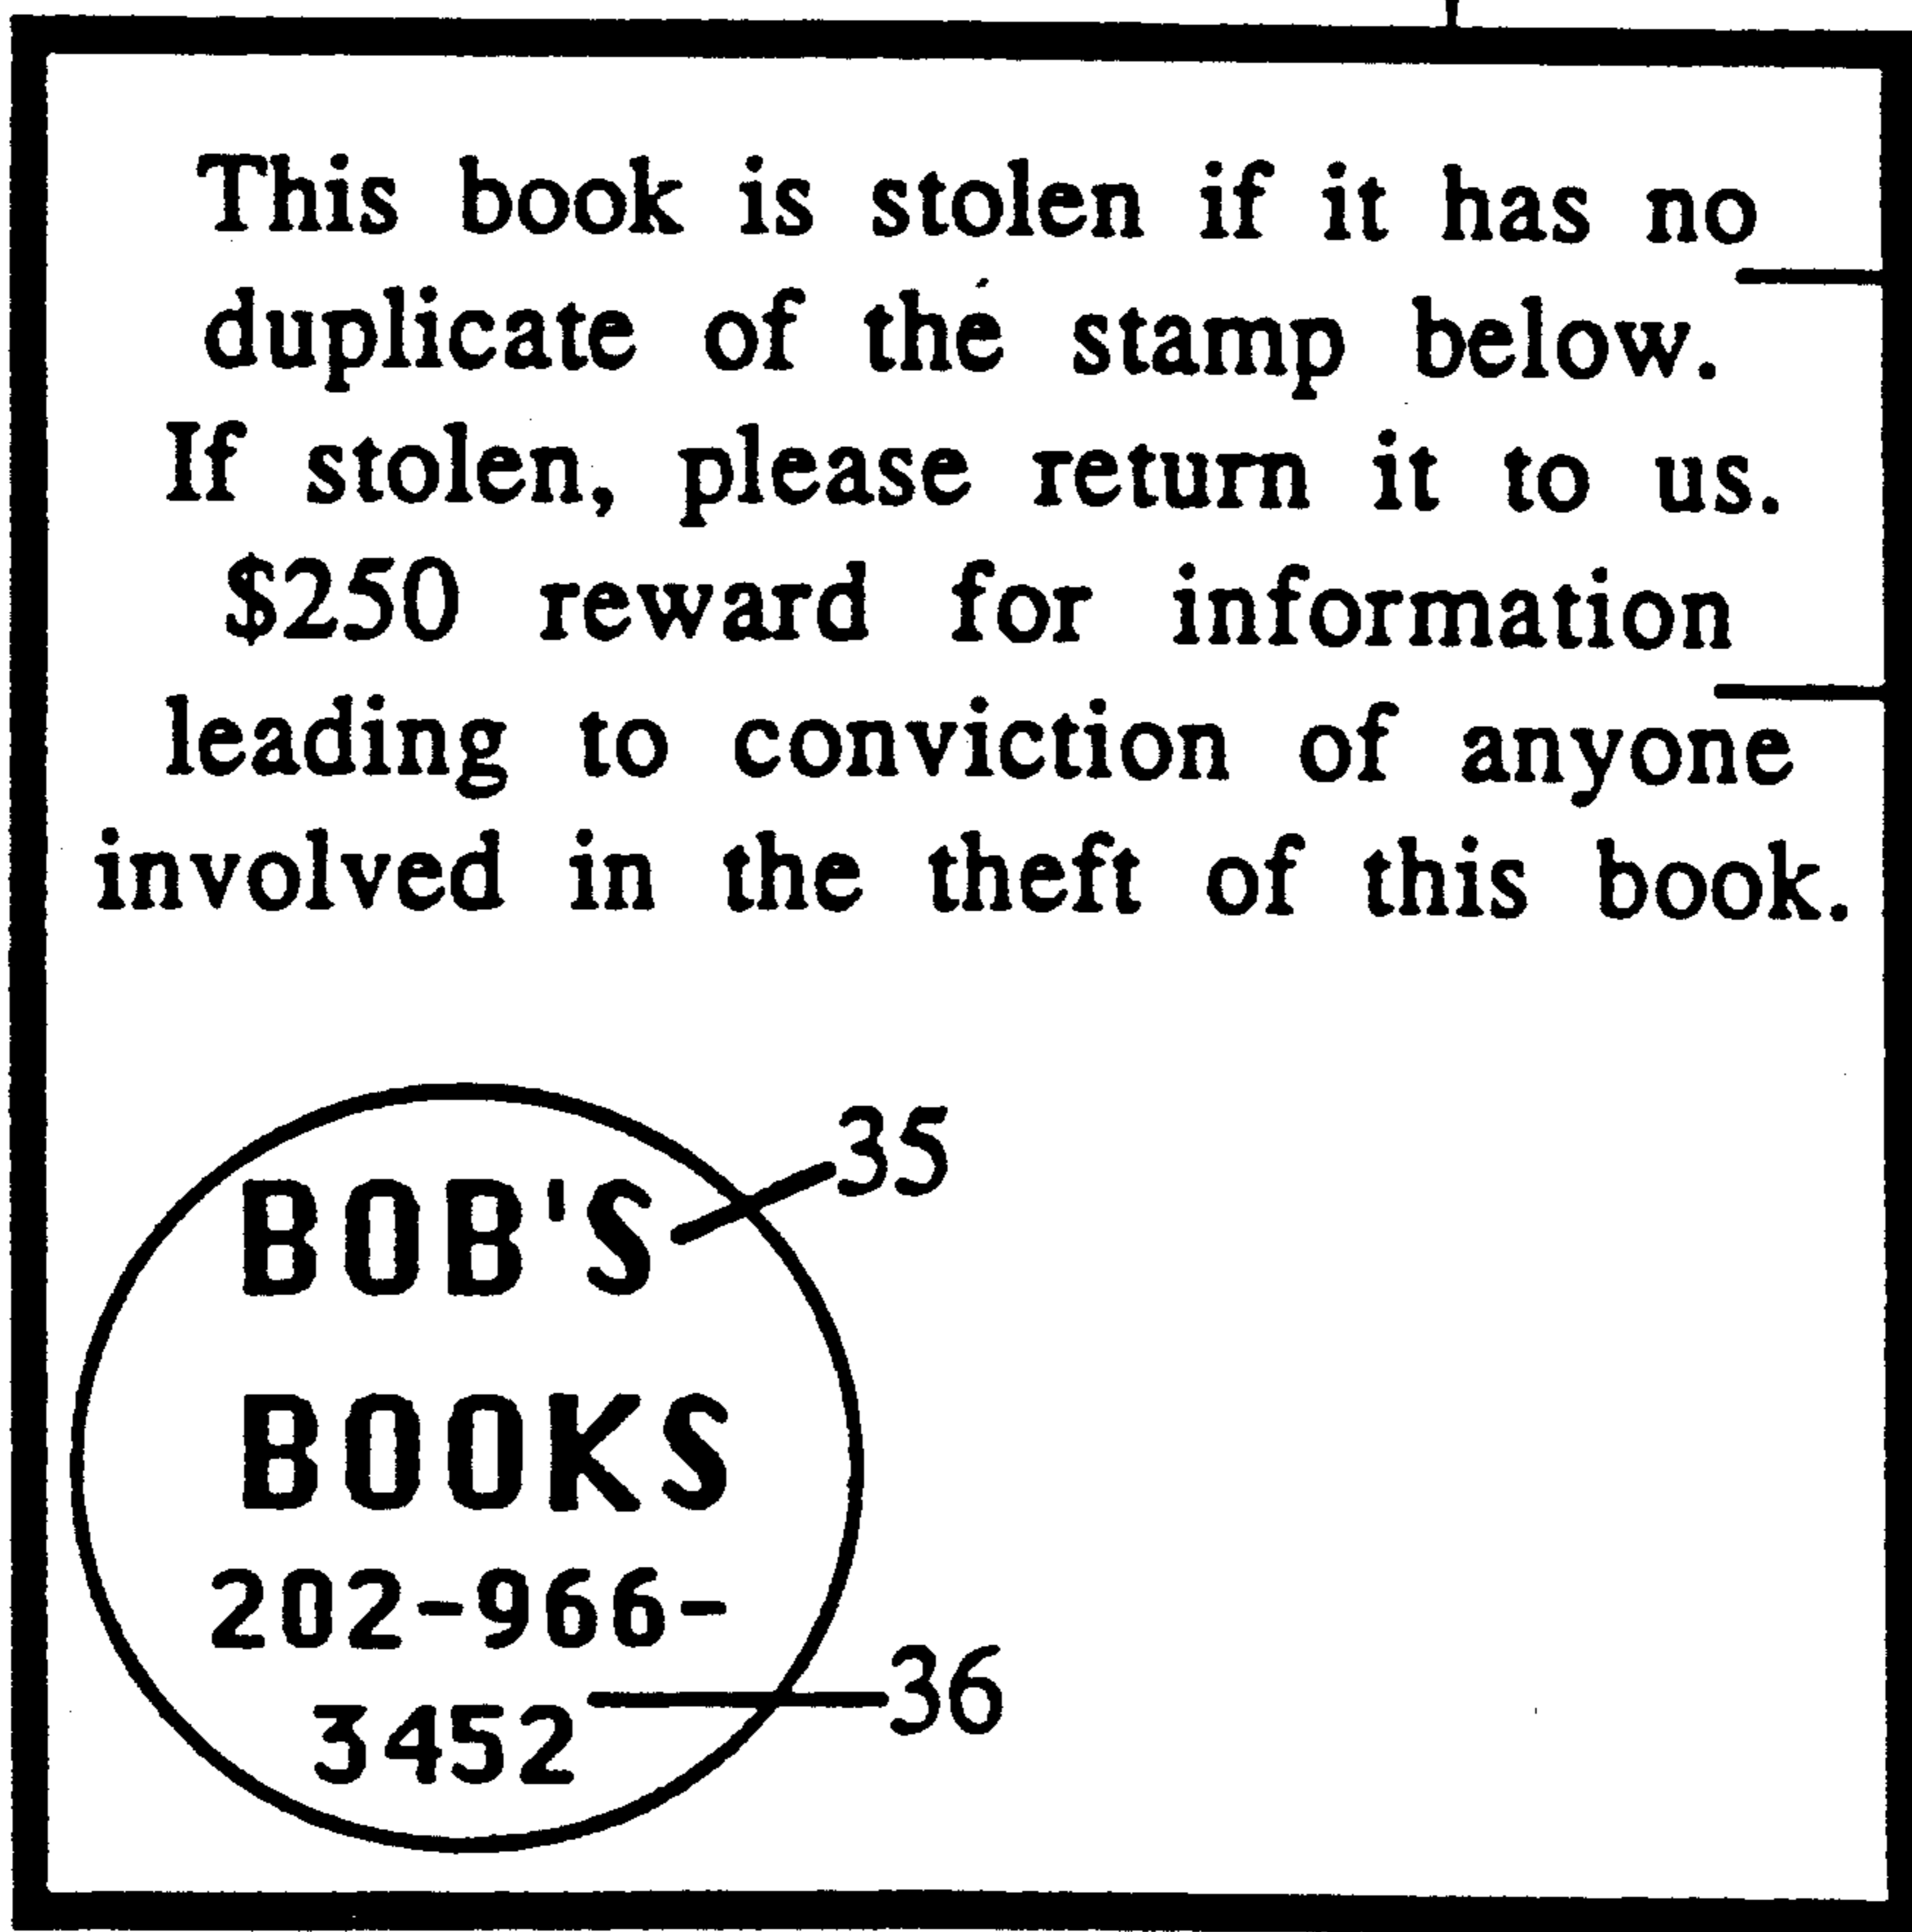 This book is stolen if it has no
duplicate of the stamp below.
If stolen, please return it to us.
$250 reward for information
leading to conviction of anyone
involved in the theft of this book.
35
BOB'S
BOOKS
202-966-
3452
36